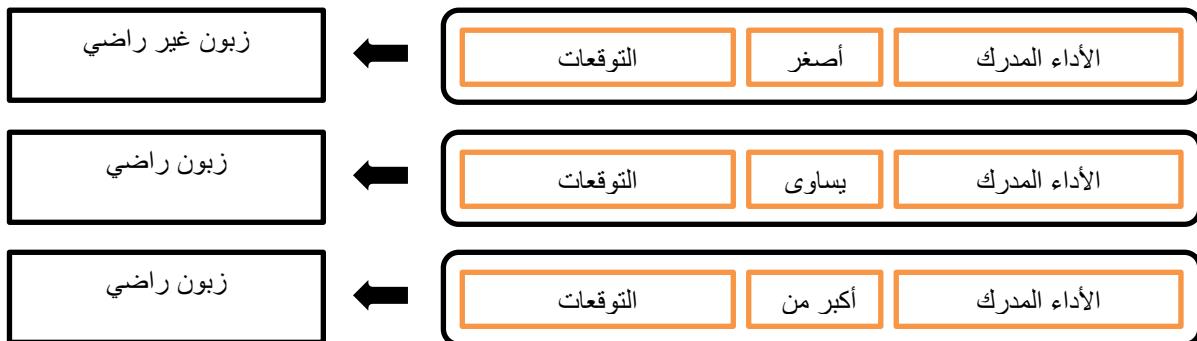 الأداء المدرك أصغر التوقعات زبون غير راضي
الأداء المدرك يساوى التوقعات زبون راضي
الأداء المدرك أكبر من التوقعات زبون راضي